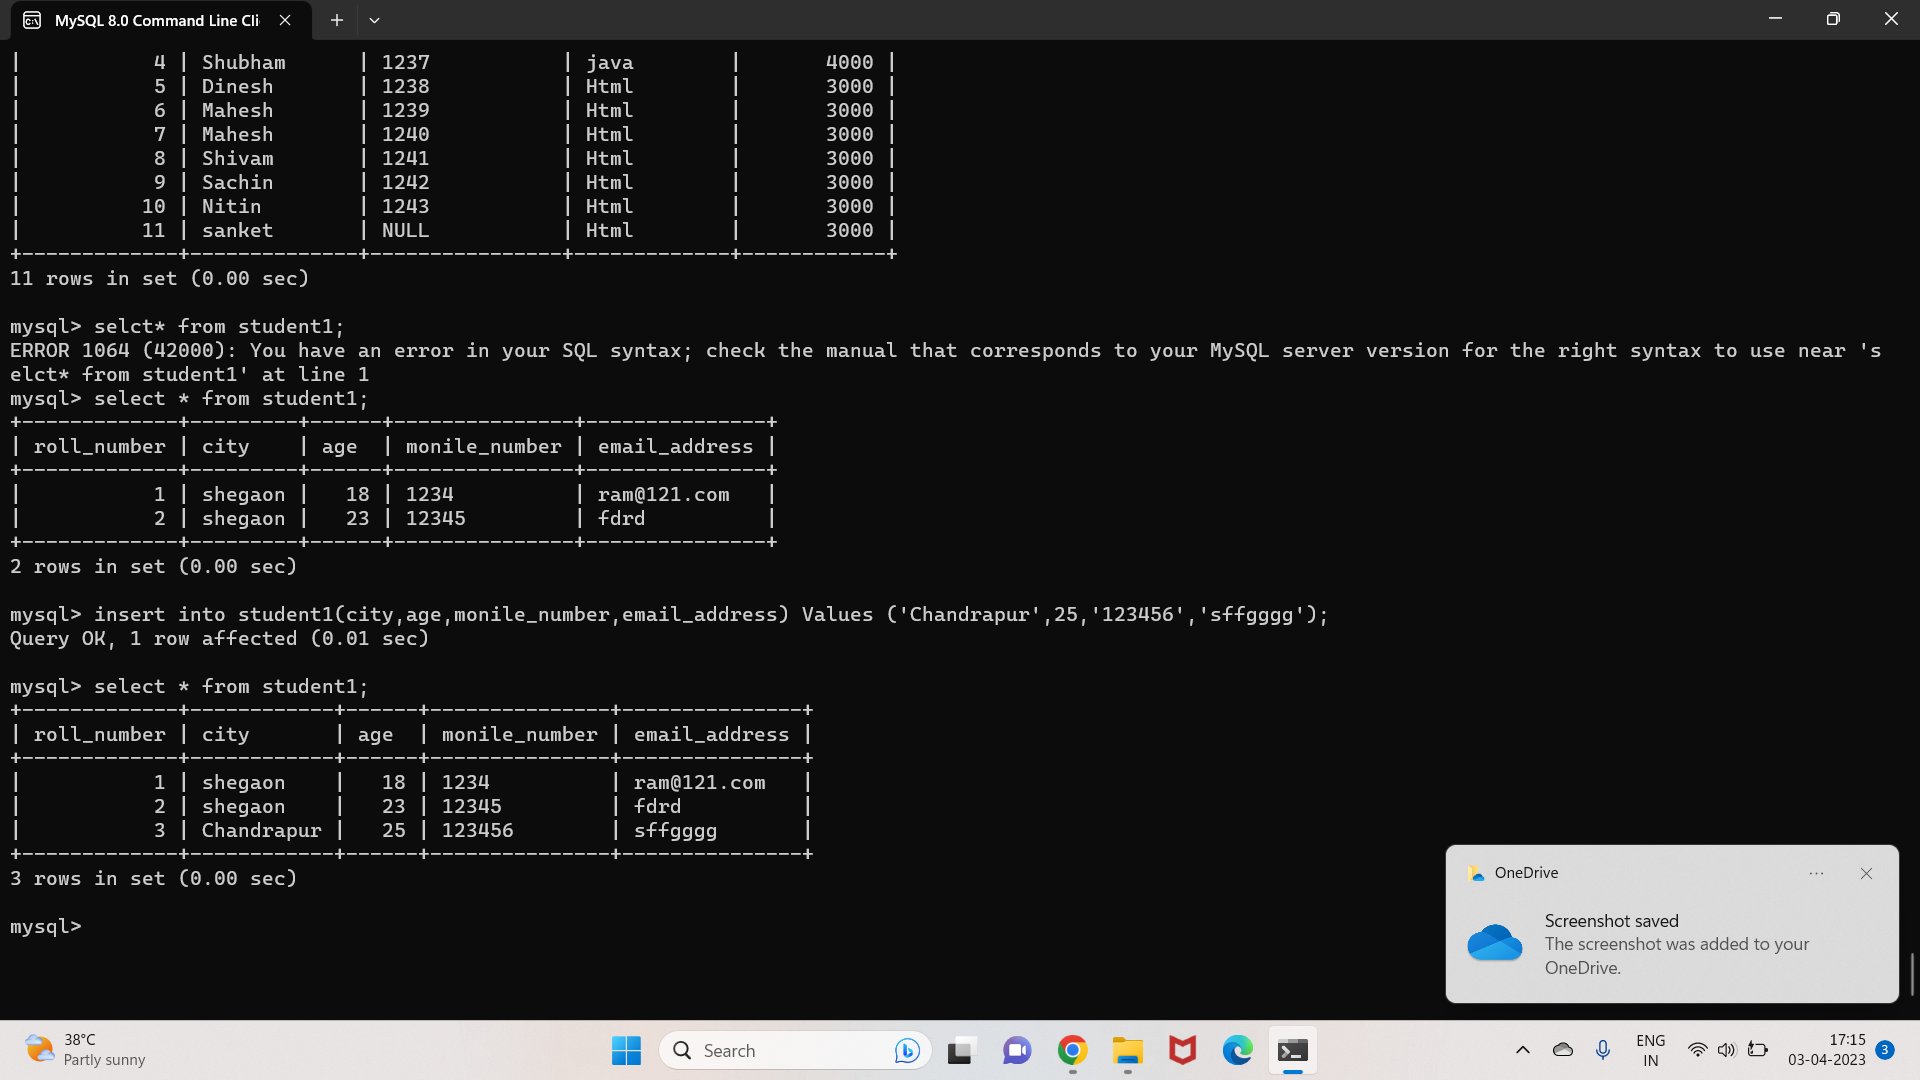 MySQL 8.0 Command Line Cli
|           4 | Shubham      | 1237           | java        |       4000 |
|           5 | Dinesh       | 1238           | Html        |       3000 |
|           6 | Mahesh       | 1239           | Html        |       3000 |
|           7 | Mahesh       | 1240           | Html        |       3000 |
|           8 | Shivam       | 1241           | Html        |       3000 |
|           9 | Sachin       | 1242           | Html        |       3000 |
|          10 | Nitin        | 1243           | Html        |       3000 |
|          11 | sanket       | NULL           | Html        |       3000 |
+-------------+--------------+----------------+-------------+------------+
11 rows in set (0.00 sec)
mysql> selct* from student1;
ERROR 1064 (42000): You have an error in your SQL syntax; check the manual that corresponds to your MySQL server version for the right syntax to use near 's
elct* from student1' at line 1
mysql> select * from student1;
+-------------+---------+------+---------------+---------------+
| roll_number | city    | age  | monile_number | email_address |
+-------------+---------+------+---------------+---------------+
|           1 | shegaon |   18 | 1234          | ram@121.com   |
|           2 | shegaon |   23 | 12345         | fdrd          |
+-------------+---------+------+---------------+---------------+
2 rows in set (0.00 sec)
mysql> insert into student1(city,age,monile_number,email_address) Values ('Chandrapur',25,'123456','sffgggg');
Query OK, 1 row affected (0.01 sec)
mysql> select * from student1;
+-------------+------------+------+---------------+---------------+
| roll_number | city       | age  | monile_number | email_address |
+-------------+------------+------+---------------+---------------+
|           1 | shegaon    |   18 | 1234          | ram@121.com   |
|           2 | shegaon    |   23 | 12345         | fdrd          |
|           3 | Chandrapur |   25 | 123456        | sffgggg       |
+-------------+------------+------+---------------+---------------+
3 rows in set (0.00 sec)
mysql>
OneDrive
Screenshot saved
The screenshot was added to your
OneDrive.
38°C
Partly sunny
Search
ENG
IN
17:15
03-04-2023
3